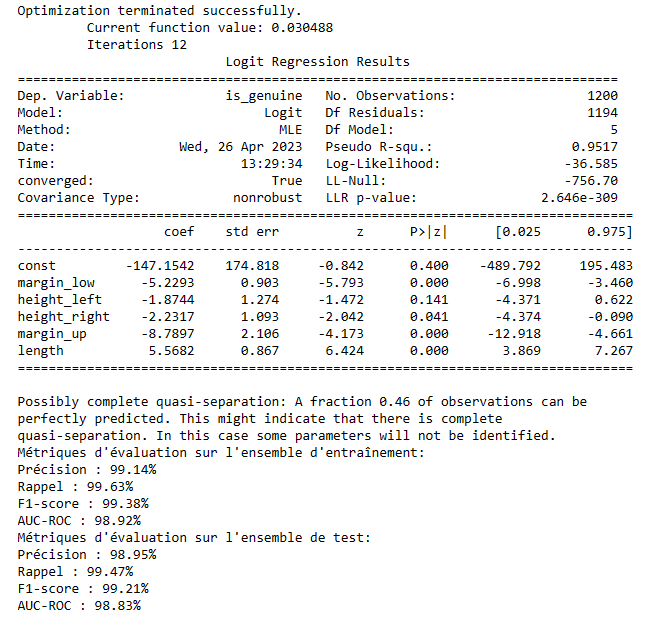 Optimization terminated successfully.
         Current function value: 0.030488
         Iterations 12
                           Logit Regression Results
==============================================================================
Dep. Variable:             is_genuine   No. Observations:                 1200
Model:                          Logit   Df Residuals:                     1194
Method:                           MLE   Df Model:                            5
Date:                Wed, 26 Apr 2023   Pseudo R-squ.:                  0.9517
Time:                        13:29:34   Log-Likelihood:                -36.585
converged:                       True   LL-Null:                       -756.70
Covariance Type:            nonrobust   LLR p-value:                2.646e-309
================================================================================
                   coef    std err          z      P>|z|      [0.025      0.975]
--------------------------------------------------------------------------------
const         -147.1542    174.818     -0.842      0.400    -489.792     195.483
margin_low      -5.2293      0.903     -5.793      0.000      -6.998      -3.460
height_left     -1.8744      1.274     -1.472      0.141      -4.371       0.622
height_right    -2.2317      1.093     -2.042      0.041      -4.374      -0.090
margin_up       -8.7897      2.106     -4.173      0.000     -12.918      -4.661
length           5.5682      0.867      6.424      0.000       3.869       7.267
================================================================================

Possibly complete quasi-separation: A fraction 0.46 of observations can be
perfectly predicted. This might indicate that there is complete
quasi-separation. In this case some parameters will not be identified.
Métriques d'évaluation sur l'ensemble d'entraînement:
Précision : 99.14%
Rappel : 99.63%
F1-score : 99.38%
AUC-ROC : 98.92%
Métriques d'évaluation sur l'ensemble de test:
Précision : 98.95%
Rappel : 99.47%
F1-score : 99.21%
AUC-ROC : 98.83%